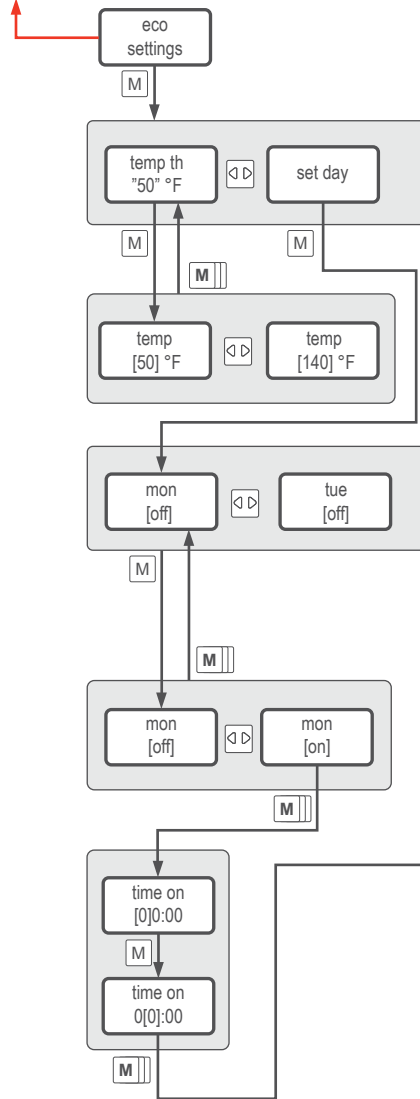 eco
settings
M
temp th
"50" °F
set day
M
M
M
temp
[50] °F
temp
[140] °F
mon
[off]
tue
[off]
M
M
mon
[off]
mon
[on]
M
time on
[0]0:00
M
time on
0[0]:00
M